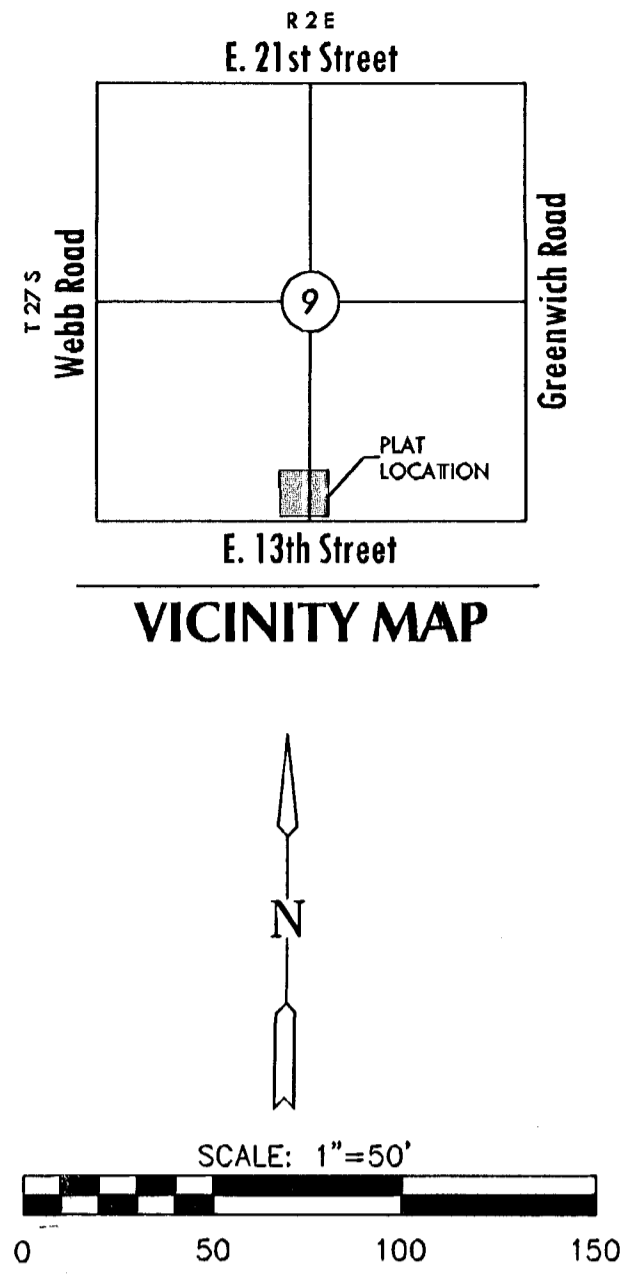 R 2 E
E. 21st Street
T 27 S
Webb Road
9
Greenwich Road
PLAT
LOCATION
E. 13th Street
VICINITY MAP
N
SCALE: 1"=50'
0 50 100 150